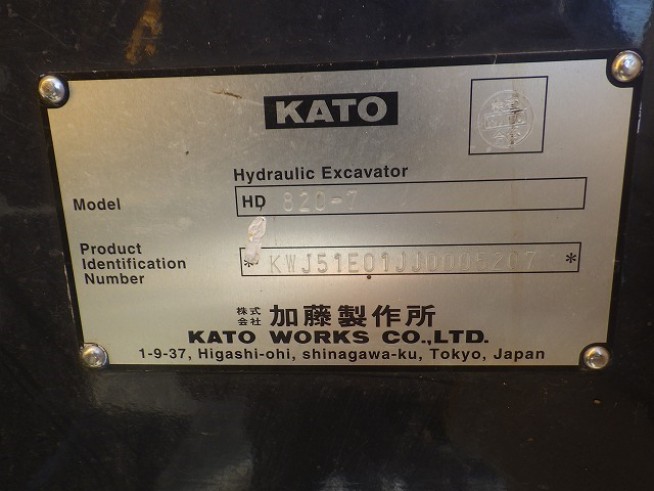 KATO
Hydraulic Excavator
Model HD 820-7
Product
Identification
Number
* KWJ51E01JJ0005207 *
株式会社 加藤製作所
KATO WORKS CO.,LTD.
1-9-37, Higashi-ohi, shinagawa-ku, Tokyo, Japan